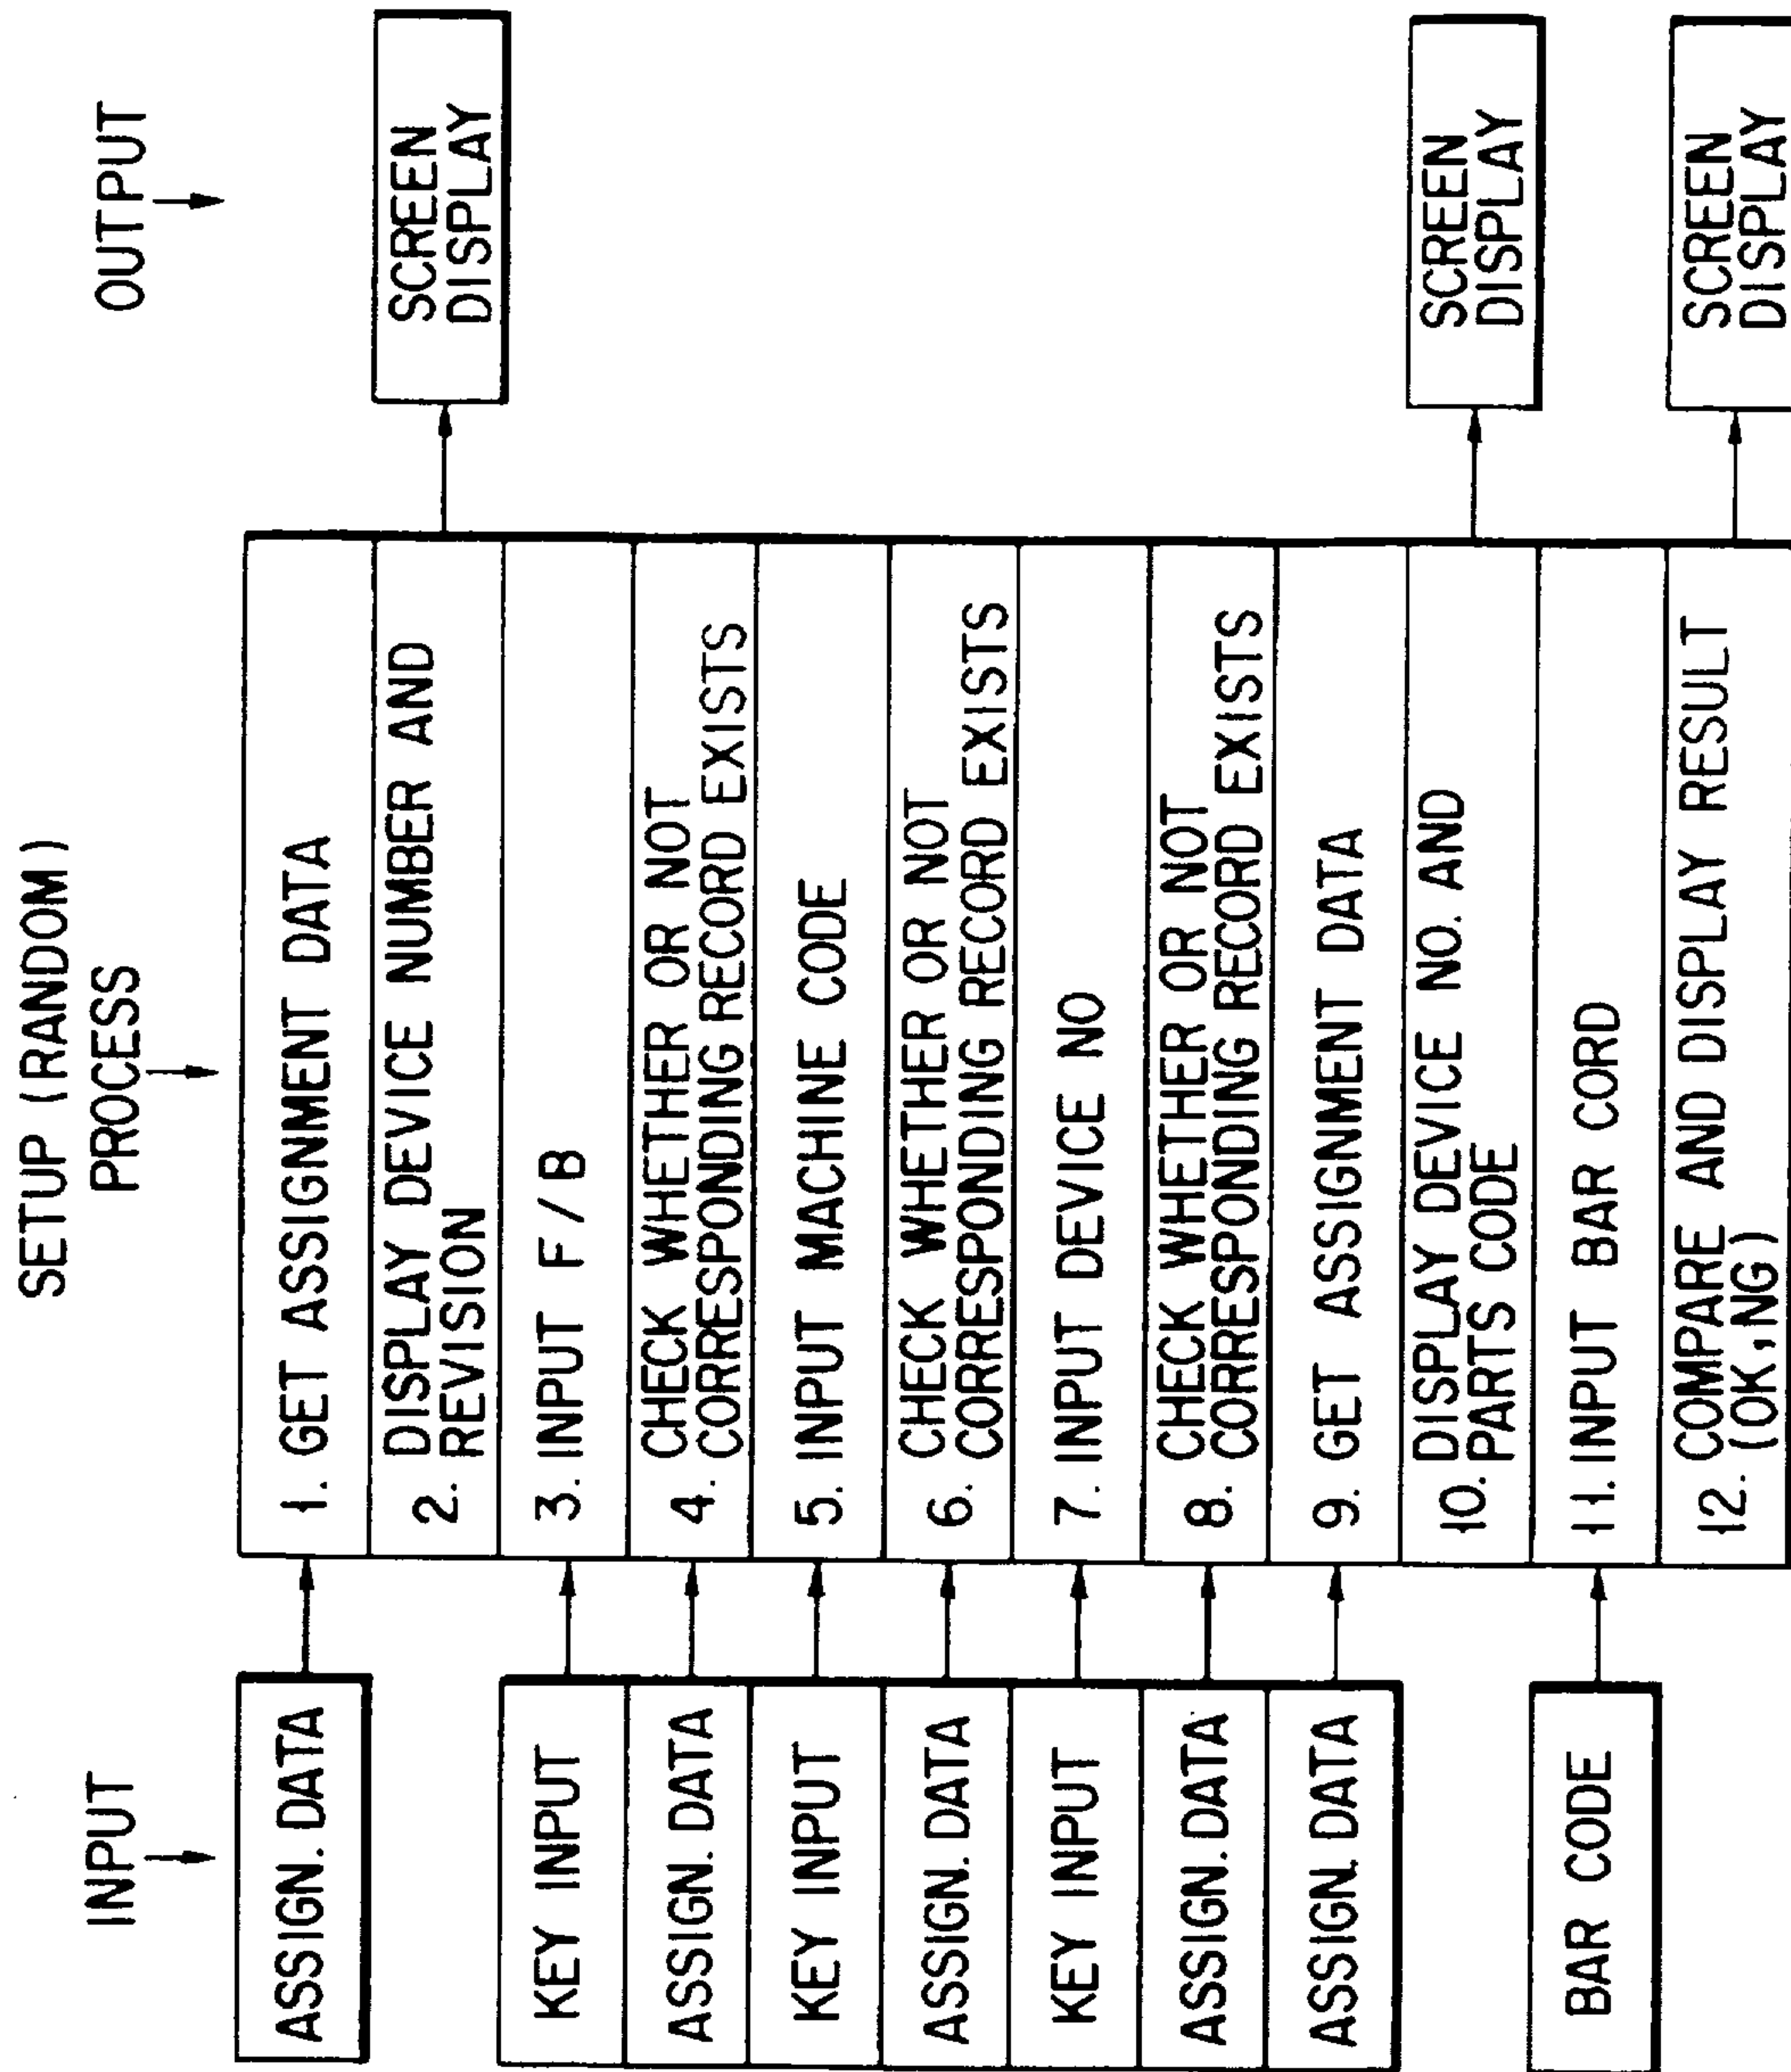 INPUT
ASSIGN. DATA
KEY INPUT
ASSIGN. DATA
KEY INPUT
ASSIGN. DATA
KEY INPUT
ASSIGN. DATA
ASSIGN. DATA
BAR CODE
SETUP (RANDOM)
PROCESS
1. GET ASSIGNMENT DATA
2. DISPLAY DEVICE NUMBER AND
REVISION
3. INPUT F/B
4. CHECK WHETHER OR NOT
CORRESPONDING RECORD EXISTS
5. INPUT MACHINE CODE
6. CHECK WHETHER OR NOT
CORRESPONDING RECORD EXISTS
7. INPUT DEVICE NO
8. CHECK WHETHER OR NOT
CORRESPONDING RECORD EXISTS
9. GET ASSIGNMENT DATA
10. DISPLAY DEVICE NO. AND
PARTS CODE
11. INPUT BAR CORD
12. COMPARE AND DISPLAY RESULT
(OK,NG)
OUTPUT
SCREEN
DISPLAY
SCREEN
DISPLAY
SCREEN
DISPLAY